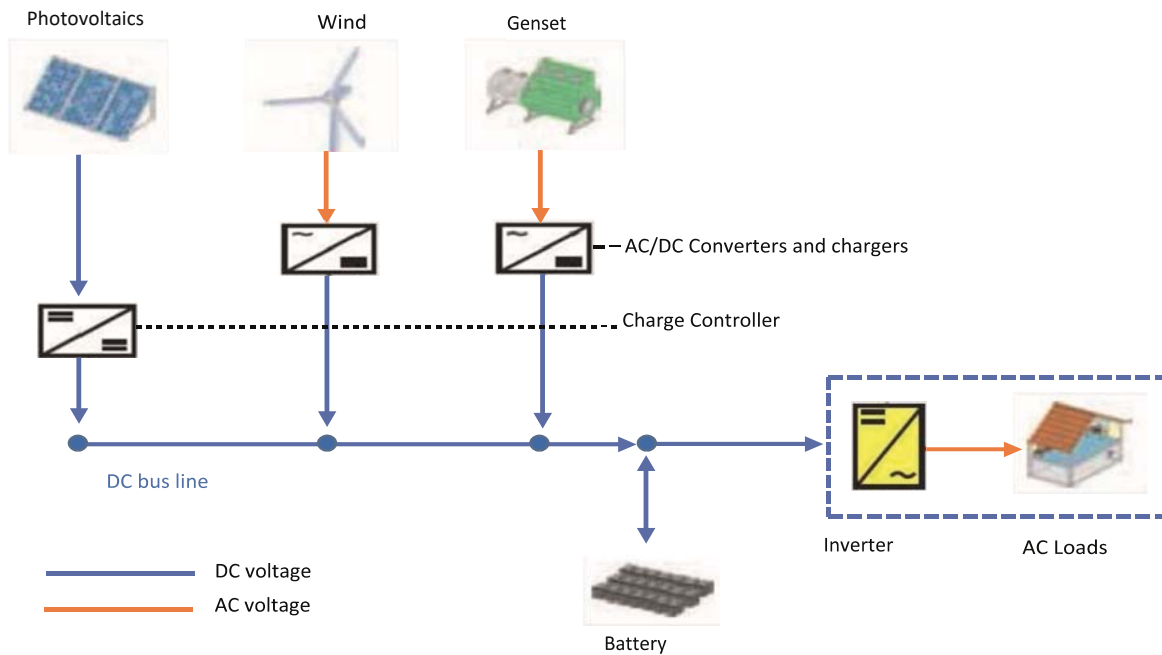 Photovoltaics
Wind
Genset
AC/DC Converters and chargers
Charge Controller
DC bus line
Inverter
AC Loads
DC voltage
AC voltage
Battery